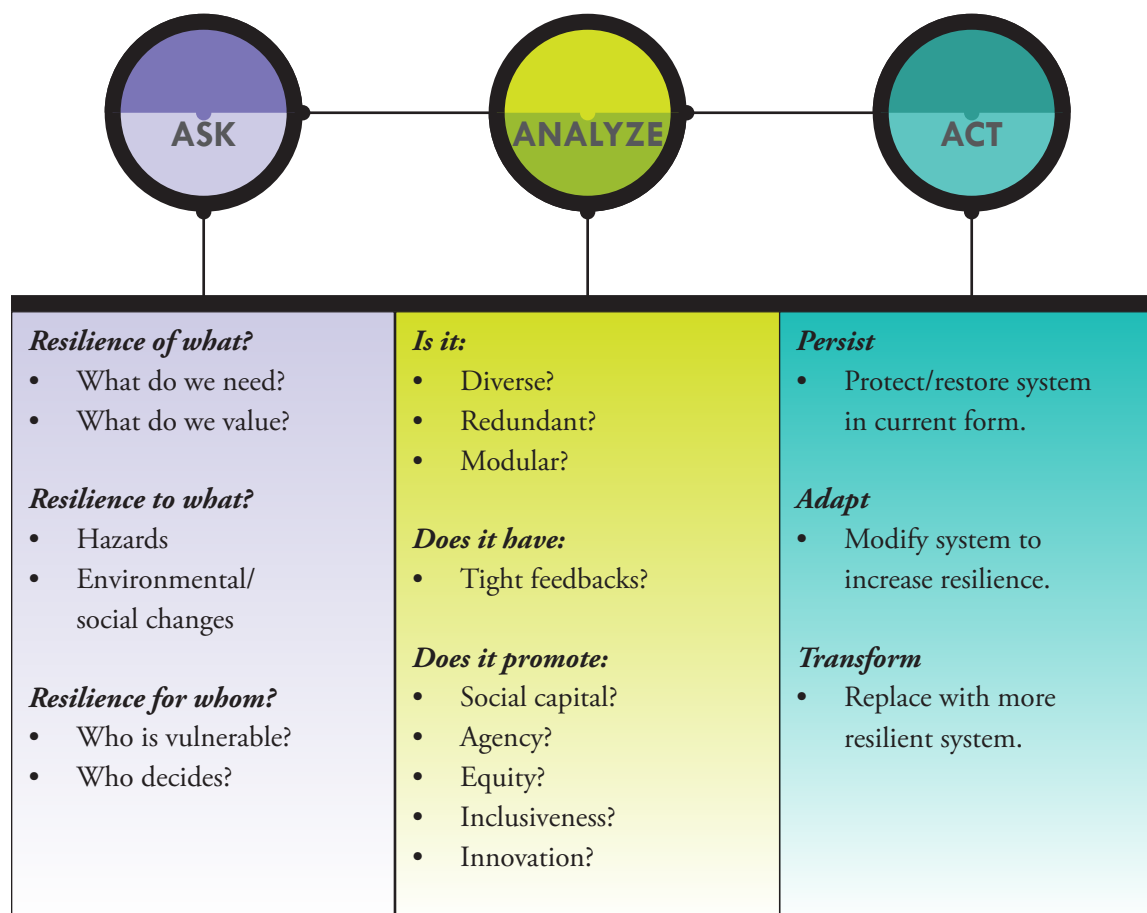 ASK
ANALYZE
ACT
Resilience of what?
• What do we need?
• What do we value?
Resilience to what?
• Hazards
• Environmental/
social changes
Resilience for whom?
• Who is vulnerable?
• Who decides?
Is it:
• Diverse?
• Redundant?
• Modular?
Does it have:
• Tight feedbacks?
Does it promote:
• Social capital?
• Agency?
• Equity?
• Inclusiveness?
• Innovation?
Persist
• Protect/restore system
in current form.
Adapt
• Modify system to
increase resilience.
Transform
• Replace with more
resilient system.